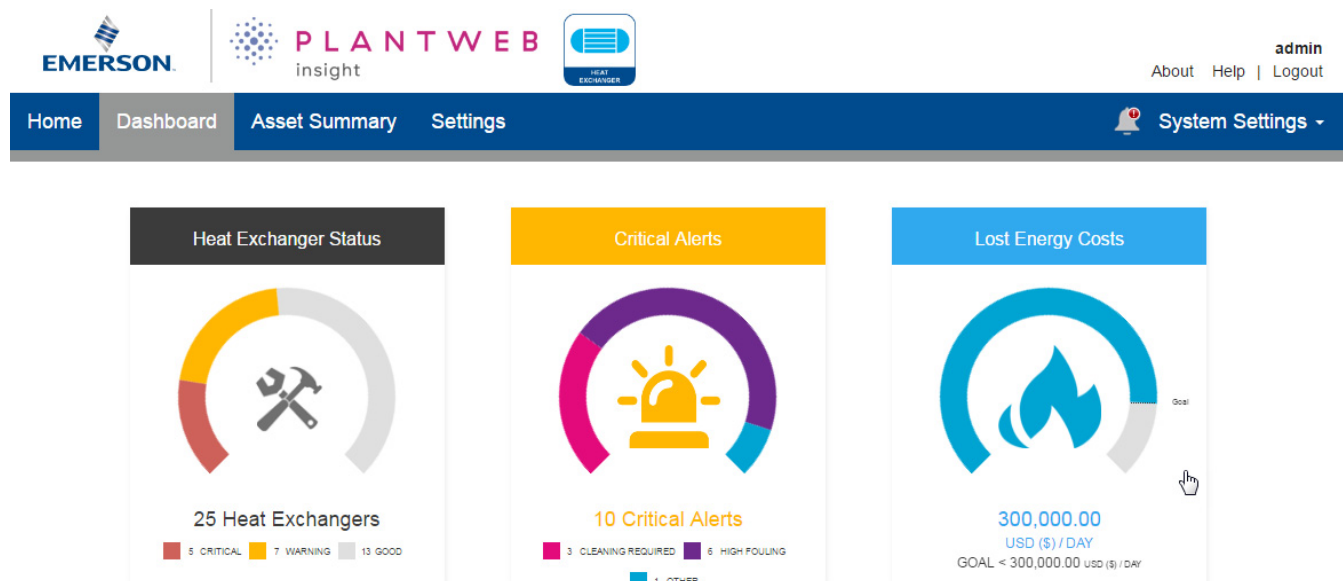 EMERSON.
PLANTWEB
insight
HEAT
EXCHANGER
admin
About Help | Logout
Home Dashboard Asset Summary Settings System Settings
Heat Exchanger Status
25 Heat Exchangers
5 CRITICAL 7 WARNING 13 GOOD
Critical Alerts
10 Critical Alerts
3 CLEANING REQUIRED 6 HIGH FOULING
1 OTHER
Lost Energy Costs
Goal
300,000.00
USD ($) / DAY
GOAL < 300,000.00 USD ($) / DAY